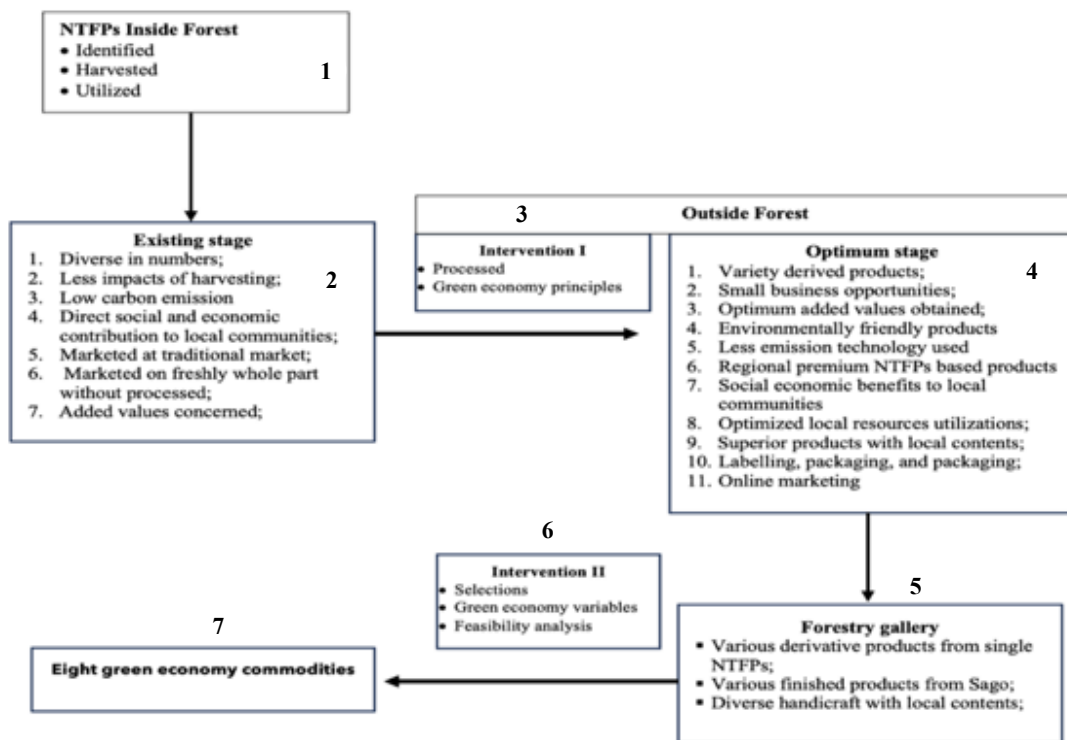 NTFPs Inside Forest
• Identified
• Harvested
• Utilized
1
Existing stage
1. Diverse in numbers;
2. Less impacts of harvesting;
3. Low carbon emission
4. Direct social and economic
contribution to local communities;
5. Marketed at traditional market;
6. Marketed on freshly whole part
without processed;
7. Added values concerned;
2
3
Outside Forest
Intervention I
• Processed
• Green economy principles
Optimum stage
1. Variety derived products;
2. Small business opportunities;
3. Optimum added values obtained;
4. Environmentally friendly products
5. Less emission technology used
6. Regional premium NTFPs based products
7. Social economic benefits to local
communities
8. Optimized local resources utilizations;
9. Superior products with local contents;
10. Labelling, packaging, and packaging;
11. Online marketing
4
5
Forestry gallery
▪ Various derivative products from single
NTFPs;
▪ Various finished products from Sago;
▪ Diverse handicraft with local contents;
6
Intervention II
• Selections
• Green economy variables
• Feasibility analysis
7
Eight green economy commodities